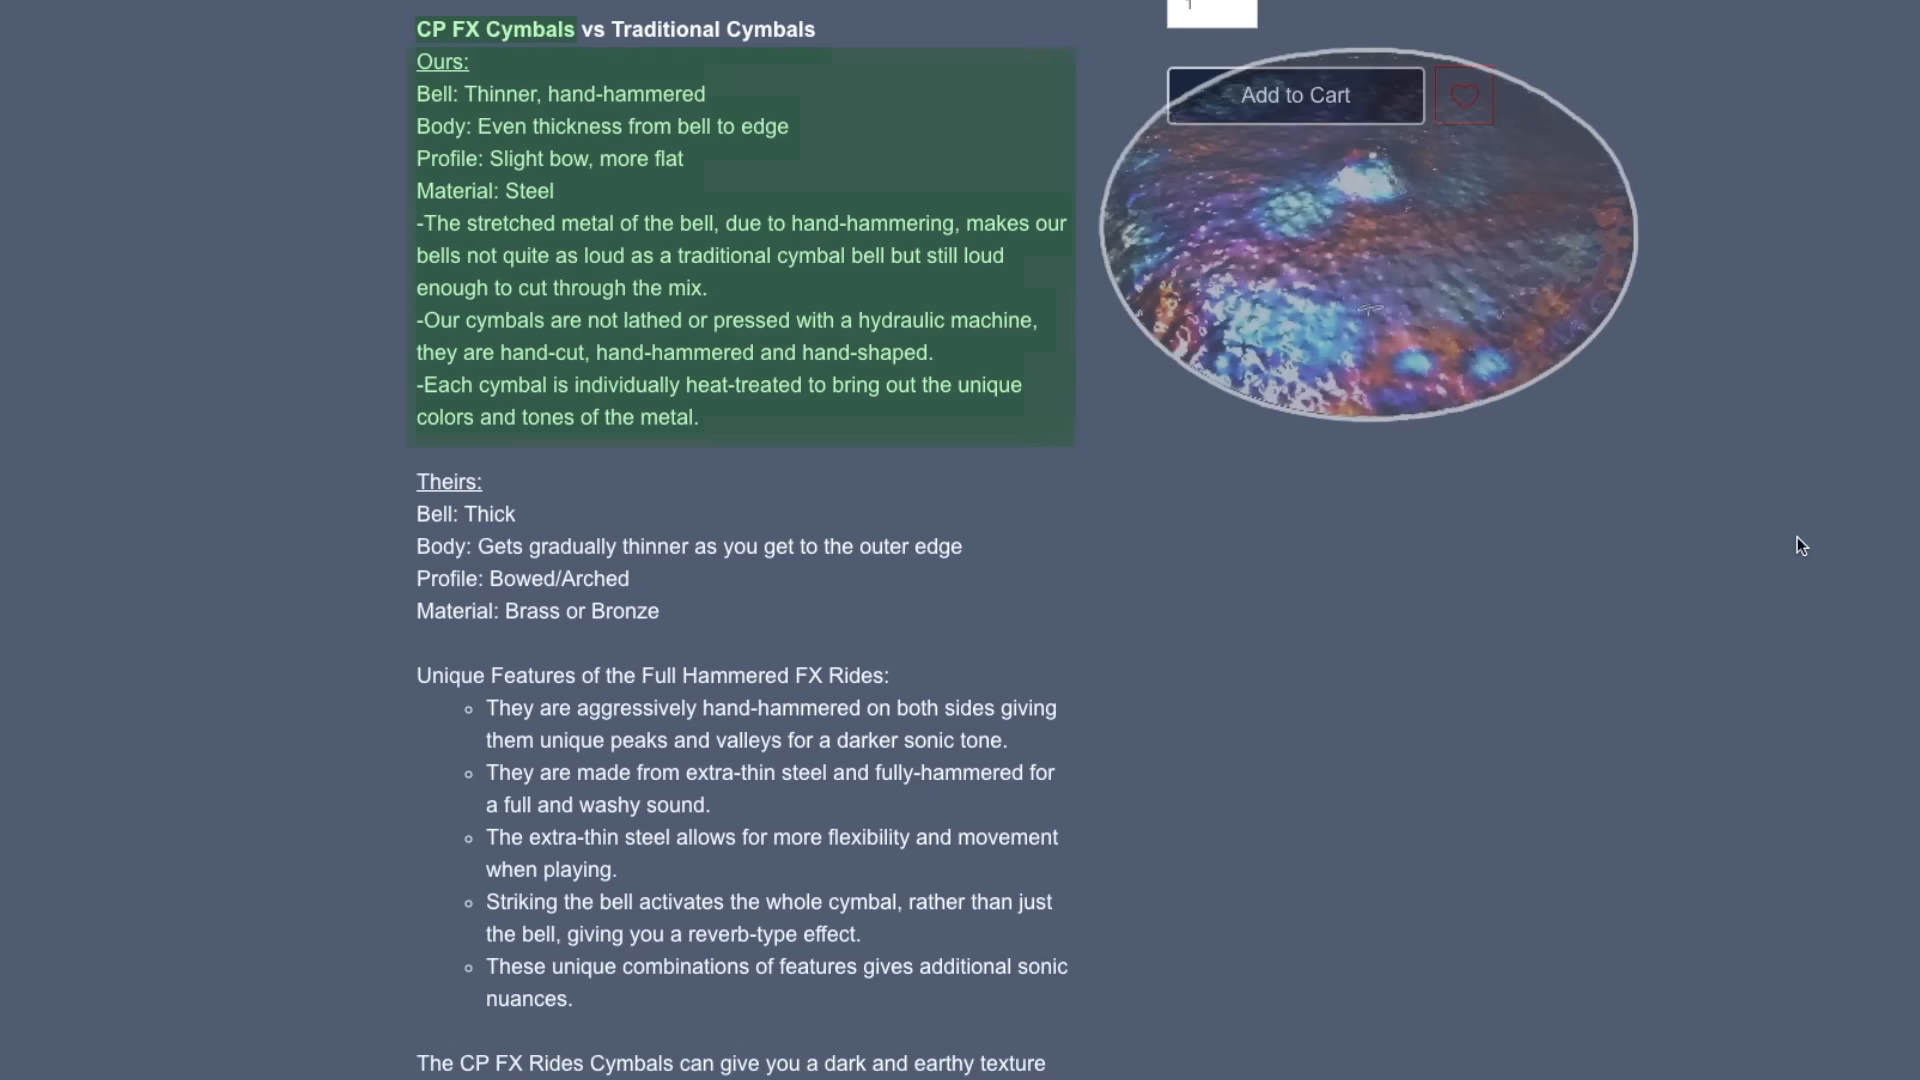 CP FX Cymbals vs Traditional Cymbals
Ours:
Bell: Thinner, hand-hammered
Body: Even thickness from bell to edge
Profile: Slight bow, more flat
Material: Steel
-The stretched metal of the bell, due to hand-hammering, makes our
bells not quite as loud as a traditional cymbal bell but still loud
enough to cut through the mix.
-Our cymbals are not lathed or pressed with a hydraulic machine,
they are hand-cut, hand-hammered and hand-shaped.
-Each cymbal is individually heat-treated to bring out the unique
colors and tones of the metal.
Theirs:
Bell: Thick
Body: Gets gradually thinner as you get to the outer edge
Profile: Bowed/Arched
Material: Brass or Bronze
Unique Features of the Full Hammered FX Rides:
They are aggressively hand-hammered on both sides giving
them unique peaks and valleys for a darker sonic tone.
They are made from extra-thin steel and fully-hammered for
a full and washy sound.
The extra-thin steel allows for more flexibility and movement
when playing.
Striking the bell activates the whole cymbal, rather than just
the bell, giving you a reverb-type effect.
These unique combinations of features gives additional sonic
nuances.
The CP FX Rides Cymbals can give you a dark and earthy texture
Add to Cart